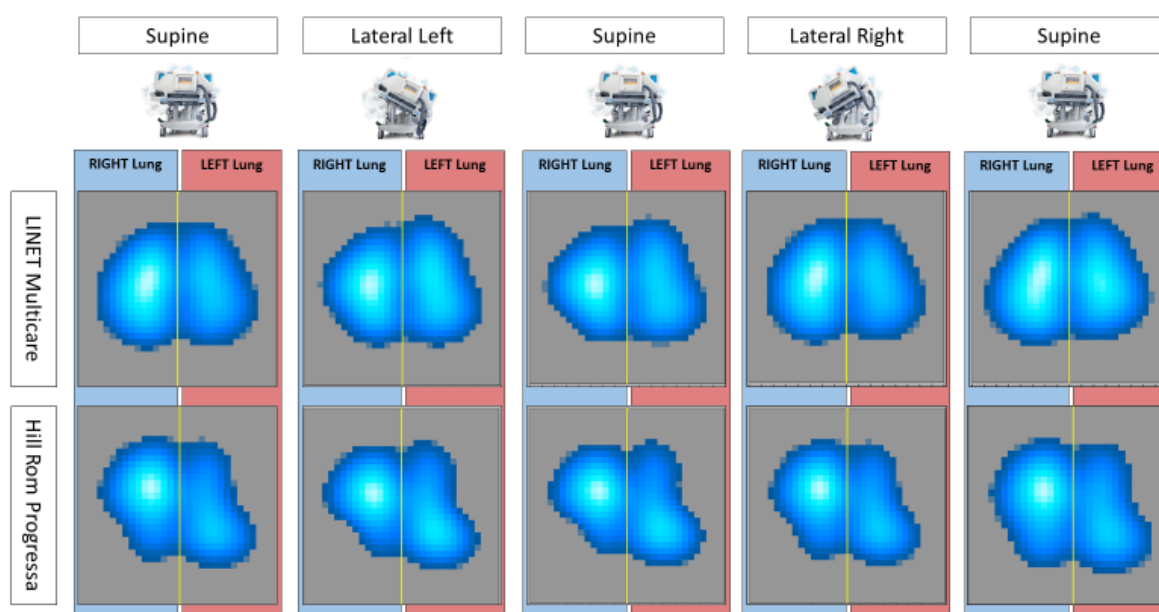 Supine
Lateral Left
Supine
Lateral Right
Supine
LINET Multicare
RIGHT Lung LEFT Lung
RIGHT Lung LEFT Lung
RIGHT Lung LEFT Lung
RIGHT Lung LEFT Lung
RIGHT Lung LEFT Lung
Hill Rom Progressa